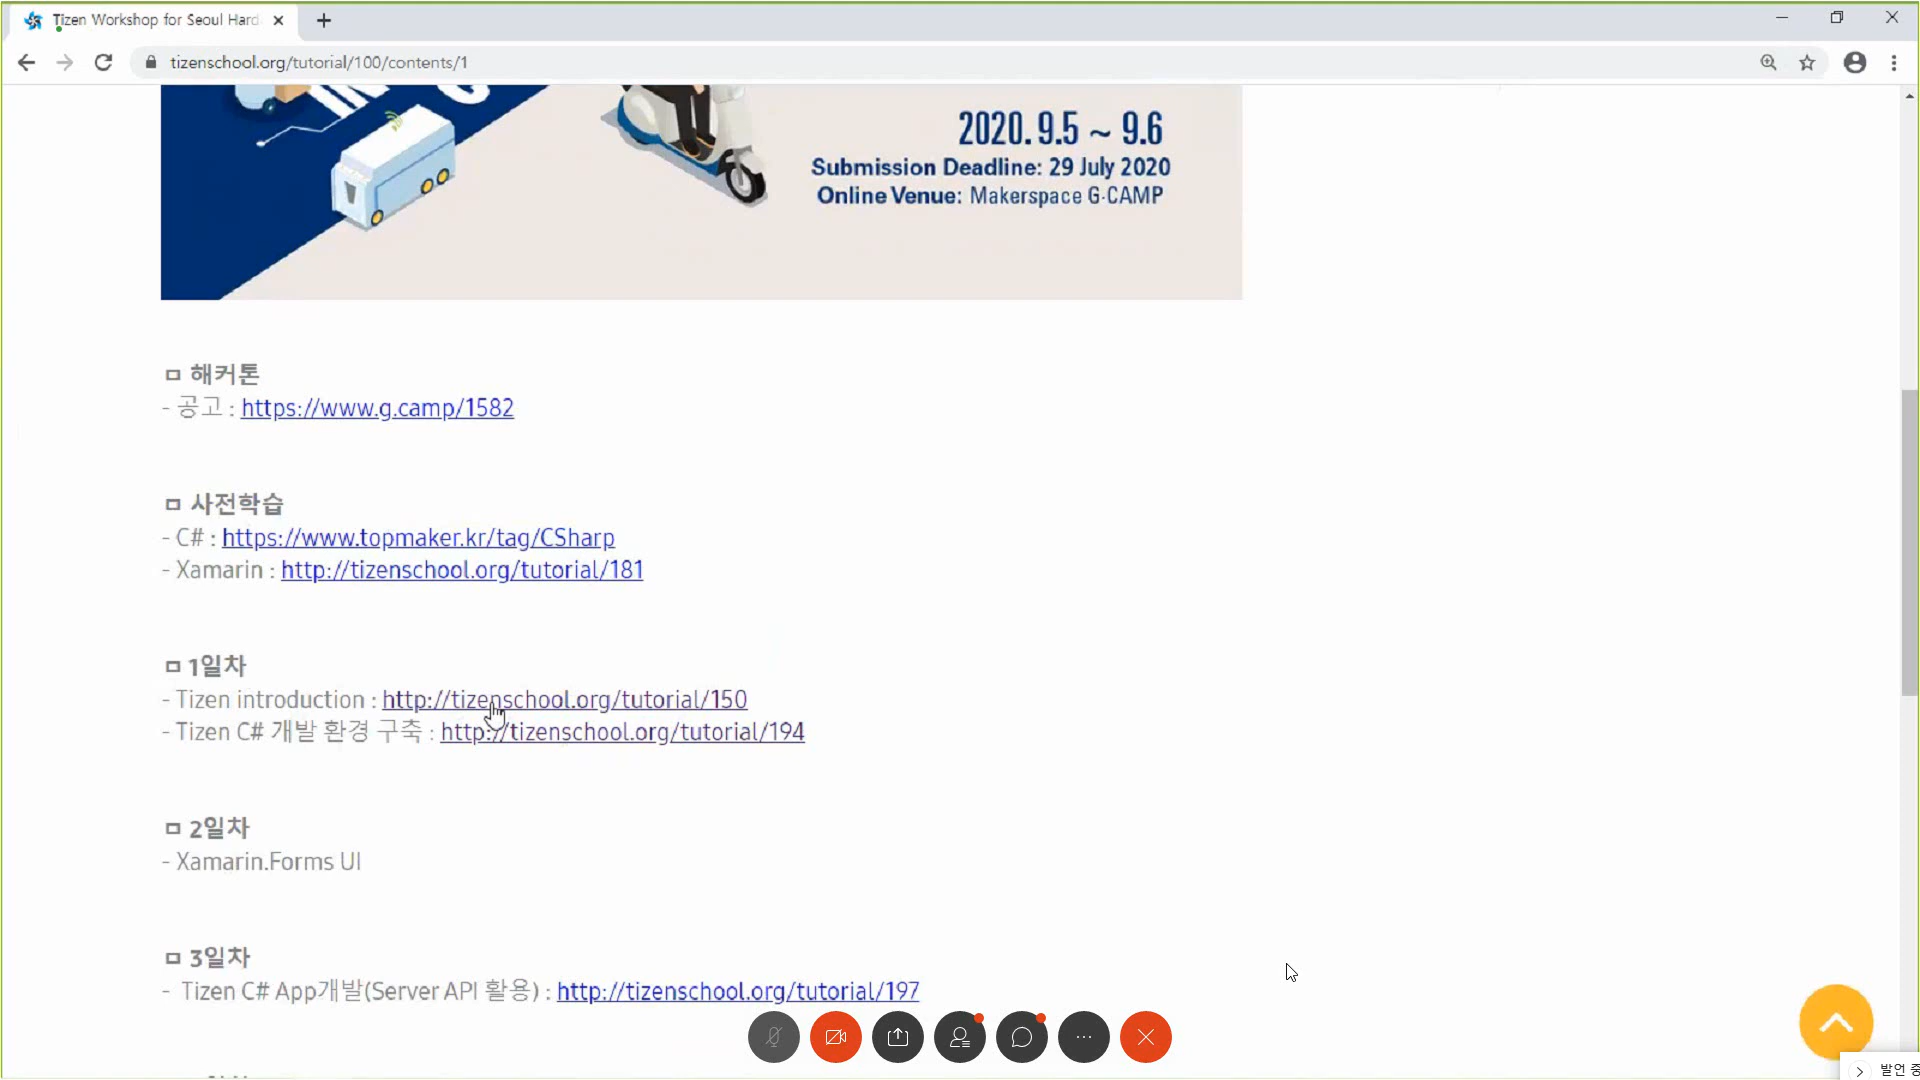 Tizen Workshop for Seoul Hard
tizenschool.org/tutorial/100/contents/1
2020. 9.5 ~ 9.6
Submission Deadline: 29 July 2020
Online Venue: Makerspace G·CAMP
ㅁ 해커톤
- 공고 : https://www.g.camp/1582
ㅁ 사전학습
- C# : https://www.topmaker.kr/tag/CSharp
- Xamarin : http://tizenschool.org/tutorial/181
ㅁ 1일차
- Tizen introduction : http://tizenschool.org/tutorial/150
- Tizen C# 개발 환경 구축 : http://tizenschool.org/tutorial/194
ㅁ 2일차
- Xamarin.Forms UI
ㅁ 3일차
- Tizen C# App개발(Server API 활용) : http://tizenschool.org/tutorial/197
발언 중